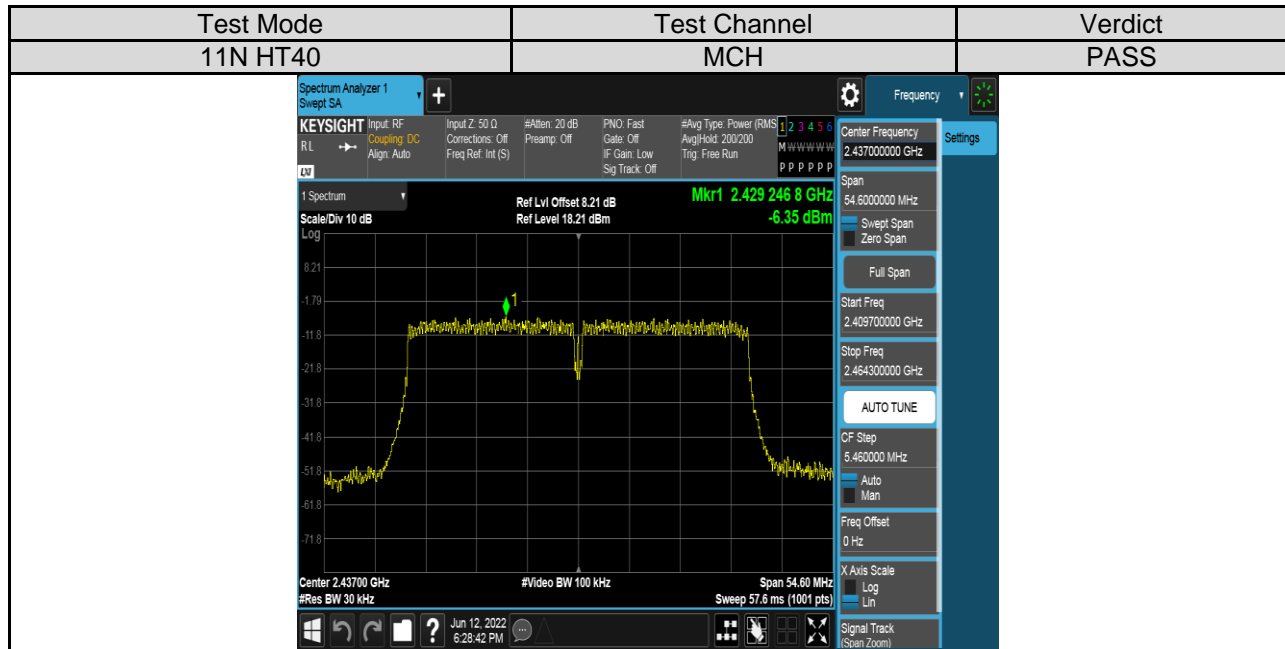 Test Mode Test Channel Verdict
11N HT40 MCH PASS
Spectrum Analyzer 1
Swept SA
+
Frequency
KEYSIGHT
RL
LXI
Input: RF
Coupling: DC
Align: Auto
Input Z: 50 Ω
Corrections: Off
Freq Ref: Int (S)
#Atten: 20 dB
Preamp: Off
PNO: Fast
Gate: Off
IF Gain: Low
Sig Track: Off
#Avg Type: Power (RMS
Avg|Hold: 200/200
Trig: Free Run
1 2 3 4 5 6
M W W W W W
P P P P P P
1 Spectrum
Scale/Div 10 dB
Log
Ref Lvl Offset 8.21 dB
Ref Level 18.21 dBm
Mkr1 2.429 246 8 GHz
-6.35 dBm
8.21
-1.79
-11.8
-21.8
-31.8
-41.8
-51.8
-61.8
-71.8
1
Center 2.43700 GHz
#Res BW 30 kHz
#Video BW 100 kHz
Span 54.60 MHz
Sweep 57.6 ms (1001 pts)
?
Jun 12, 2022
6:28:42 PM
Center Frequency
2.437000000 GHz
Settings
Span
54.6000000 MHz
Swept Span
Zero Span
Full Span
Start Freq
2.409700000 GHz
Stop Freq
2.464300000 GHz
AUTO TUNE
CF Step
5.460000 MHz
Auto
Man
Freq Offset
0 Hz
X Axis Scale
Log
Lin
Signal Track
(Span Zoom)